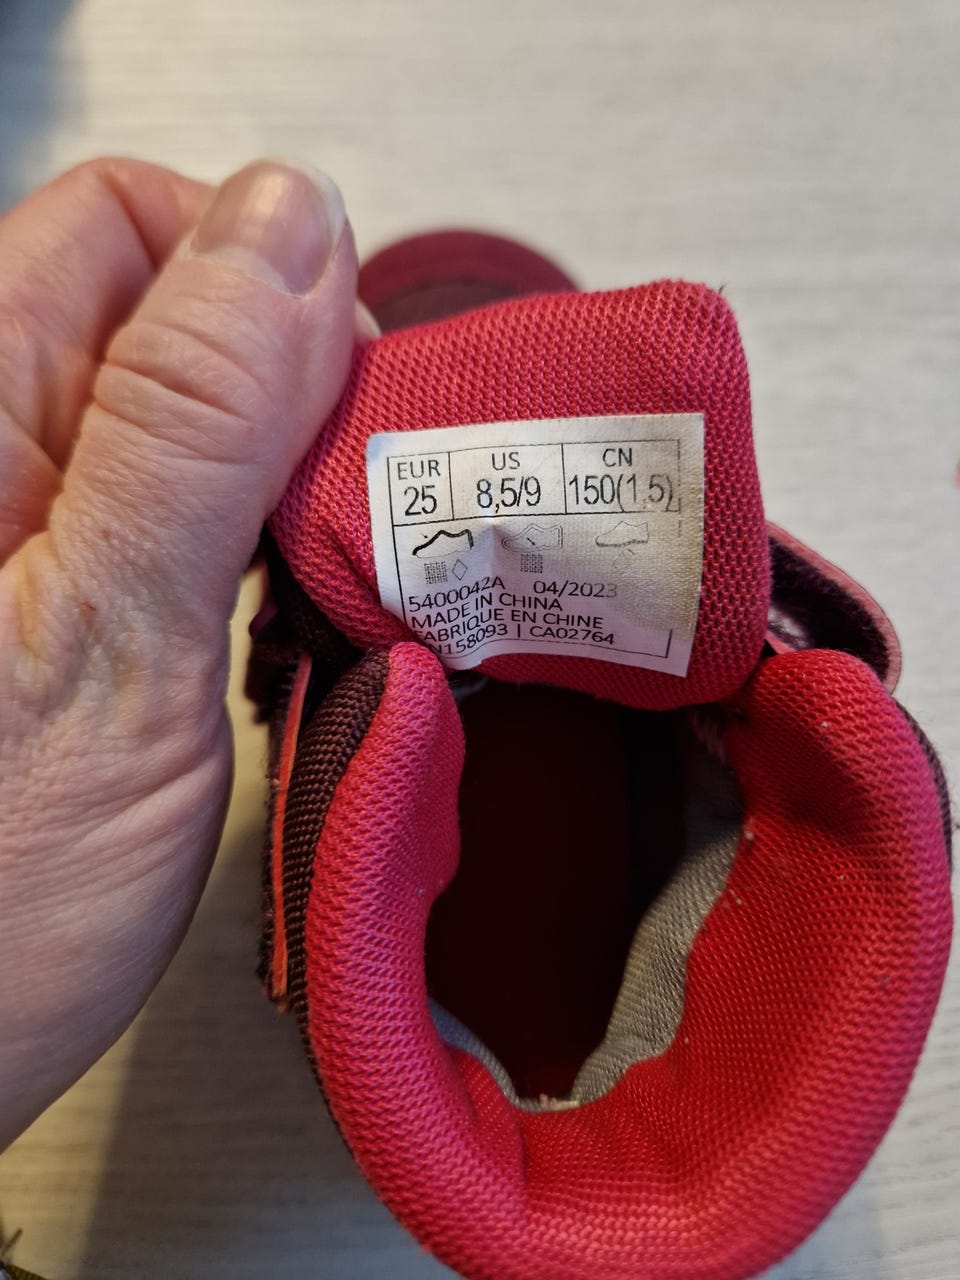 EUR US CN
25 8,5/9 150(1,5)
5400042A 04/2023
MADE IN CHINA
FABRIQUE EN CHINE
N158093 | CA02764